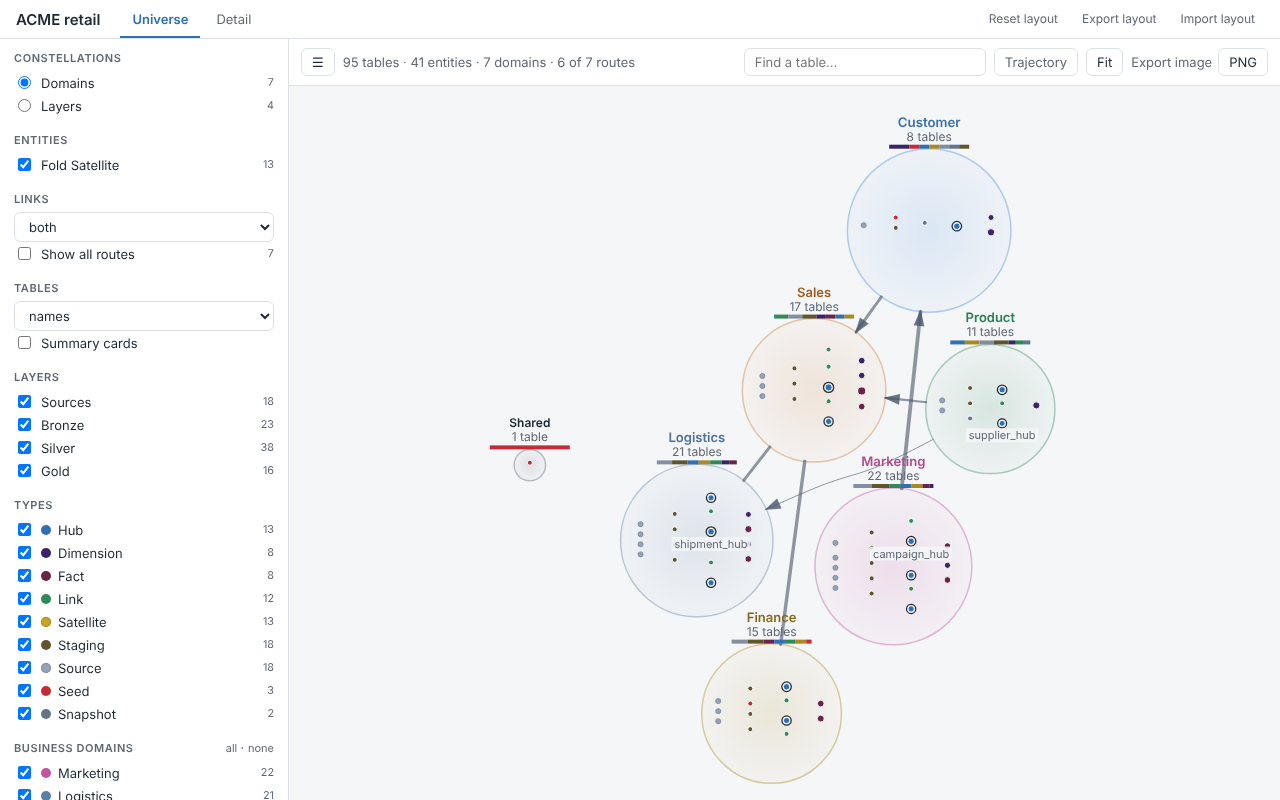 ACME retail
Universe
Detail
Reset layout
Export layout
Import layout
CONSTELLATIONS
Domains 7
Layers 4
ENTITIES
Fold Satellite 13
LINKS
both
Show all routes 7
TABLES
names
Summary cards
LAYERS
Sources 18
Bronze 23
Silver 38
Gold 16
TYPES
Hub 13
Dimension 8
Fact 8
Link 12
Satellite 13
Staging 18
Source 18
Seed 3
Snapshot 2
BUSINESS DOMAINS all · none
Marketing 22
Logistics 21
☰
95 tables · 41 entities · 7 domains · 6 of 7 routes
Find a table...
Trajectory
Fit
Export image
PNG
Customer
8 tables
Sales
17 tables
Product
11 tables
supplier_hub
Shared
1 table
Logistics
21 tables
shipment_hub
Marketing
22 tables
campaign_hub
Finance
15 tables